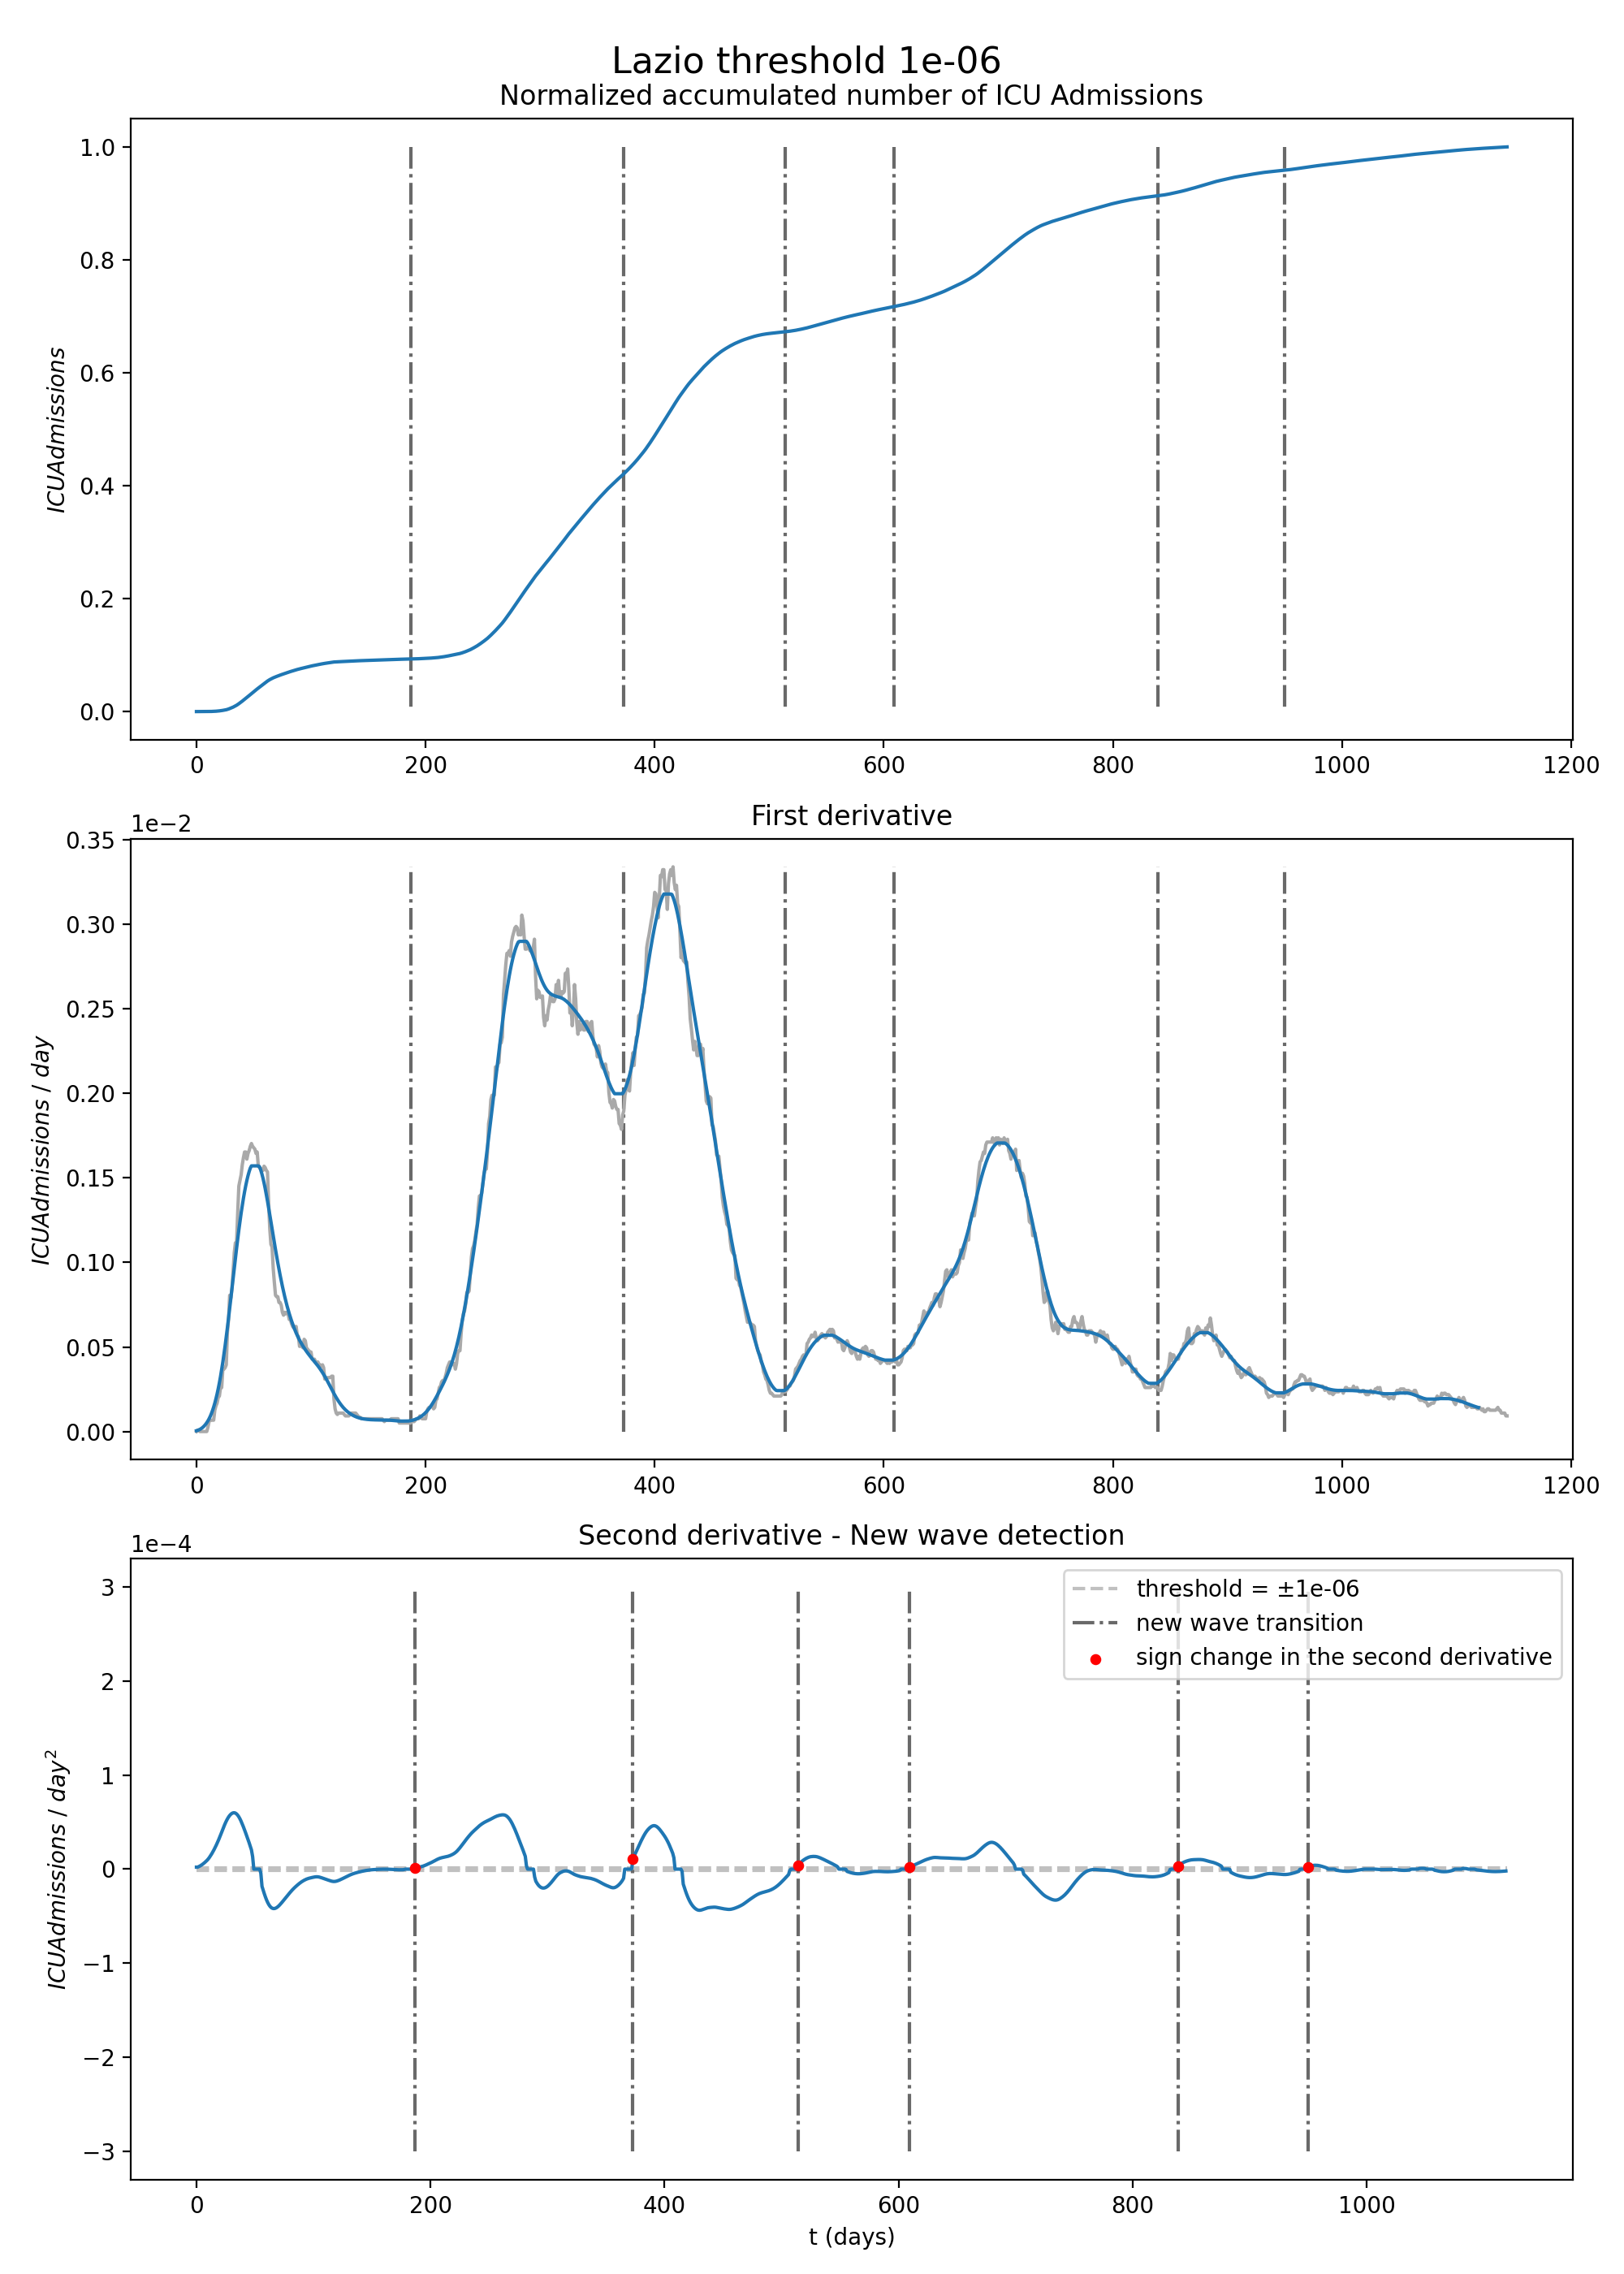 Lazio threshold 1e-06
Normalized accumulated number of ICU Admissions
1.0
0.8
0.6
0.4
0.2
0.0
ICUAdmissions
0 200 400 600 800 1000 1200
First derivative
1e−2
0.35
0.30
0.25
0.20
0.15
0.10
0.05
0.00
ICUAdmissions / day
0 200 400 600 800 1000 1200
Second derivative - New wave detection
1e−4
3
2
1
0
−1
−2
−3
ICUAdmissions / day²
threshold = ±1e-06
new wave transition
sign change in the second derivative
0 200 400 600 800 1000
t (days)